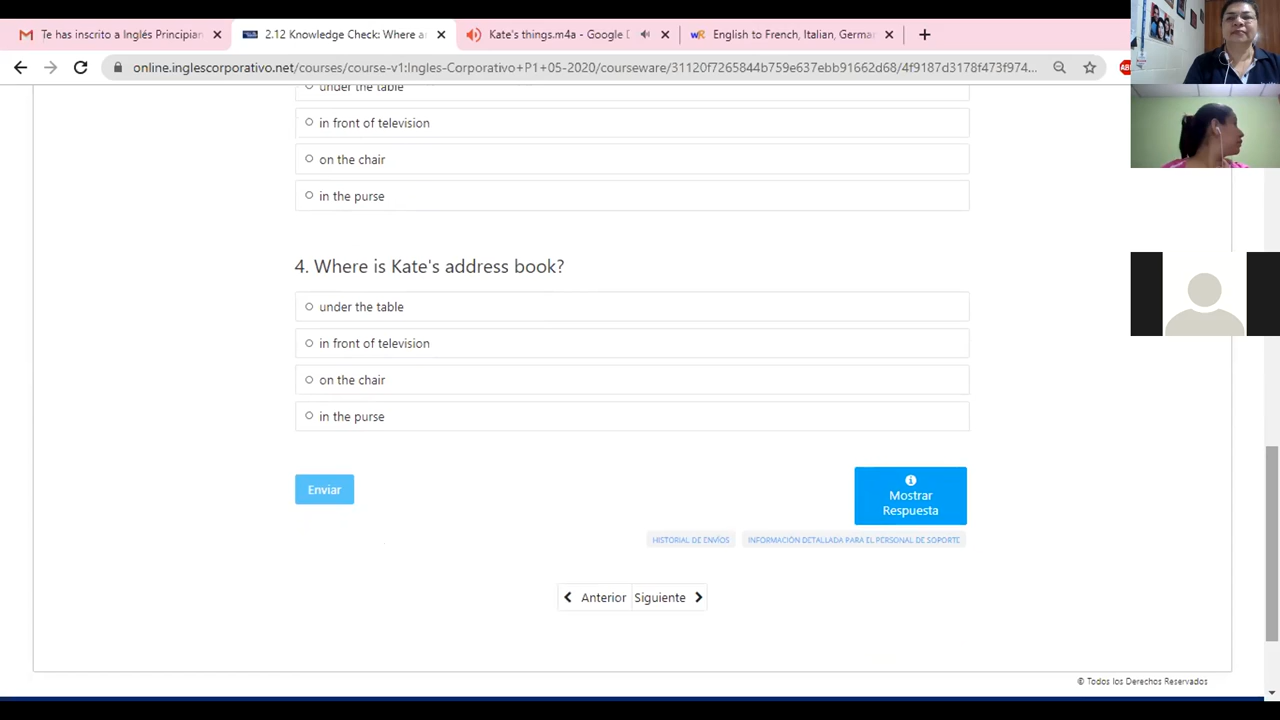 Te has inscrito a Inglés Principian
2.12 Knowledge Check: Where a
Kate's things.m4a - Google D
WR English to French, Italian, Germa
online.inglescorporativo.net/courses/course-v1:Ingles-Corporativo+P1+05-2020/courseware/31120f7265844b759e637ebb91662d68/4f9187d3178f473f974...
under the table
in front of television
on the chair
in the purse
4. Where is Kate's address book?
under the table
in front of television
on the chair
in the purse
Enviar
Mostrar
Respuesta
HISTORIAL DE ENVÍOS
INFORMACIÓN DETALLADA PARA EL PERSONAL DE SOPORTE
Anterior
Siguiente
© Todos los Derechos Reservados